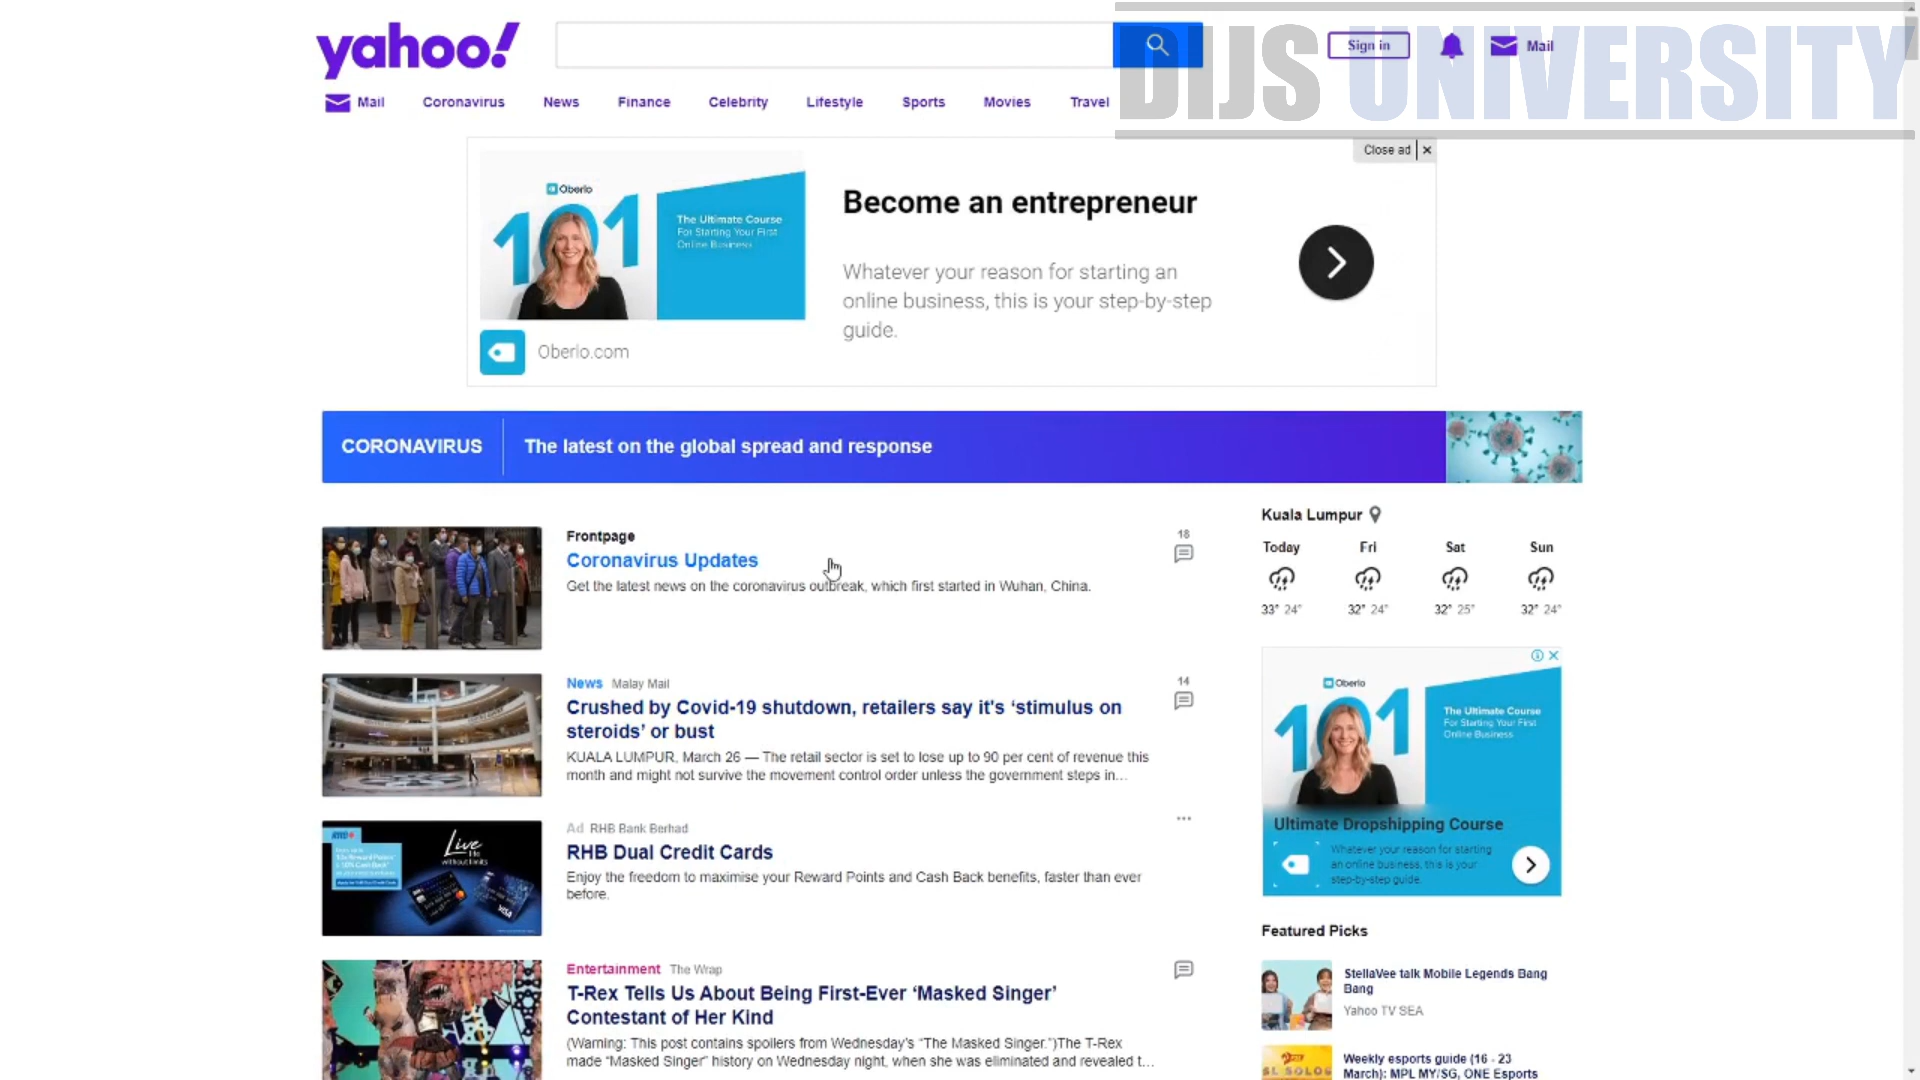 yahoo!
Sign in
Mail
DIJS UNIVERSITY
Mail
Coronavirus
News
Finance
Celebrity
Lifestyle
Sports
Movies
Travel
Close ad
Oberlo
101
The Ultimate Course
For Starting Your First
Online Business
Become an entrepreneur
Whatever your reason for starting an
online business, this is your step-by-step
guide.
Oberlo.com
CORONAVIRUS
The latest on the global spread and response
Frontpage
Coronavirus Updates
Get the latest news on the coronavirus outbreak, which first started in Wuhan, China.
18
News Malay Mail
Crushed by Covid-19 shutdown, retailers say it's ‘stimulus on
steroids’ or bust
KUALA LUMPUR, March 26 — The retail sector is set to lose up to 90 per cent of revenue this
month and might not survive the movement control order unless the government steps in...
14
Live
without limits
VISA
Ad RHB Bank Berhad
RHB Dual Credit Cards
Enjoy the freedom to maximise your Reward Points and Cash Back benefits, faster than ever
before.
Entertainment The Wrap
T-Rex Tells Us About Being First-Ever ‘Masked Singer’
Contestant of Her Kind
(Warning: This post contains spoilers from Wednesday's “The Masked Singer.”)The T-Rex
made “Masked Singer” history on Wednesday night, when she was eliminated and revealed t...
Kuala Lumpur
Today Fri Sat Sun
33° 24° 32° 24° 32° 25° 32° 24°
Oberlo
101
The Ultimate Course
For Starting Your First
Online Business
Ultimate Dropshipping Course
Whatever your reason for starting
an online business, this is your
step-by-step guide.
Featured Picks
StellaVee talk Mobile Legends Bang
Bang
Yahoo TV SEA
Weekly esports guide (16 - 23
March): MPL MY/SG, ONE Esports